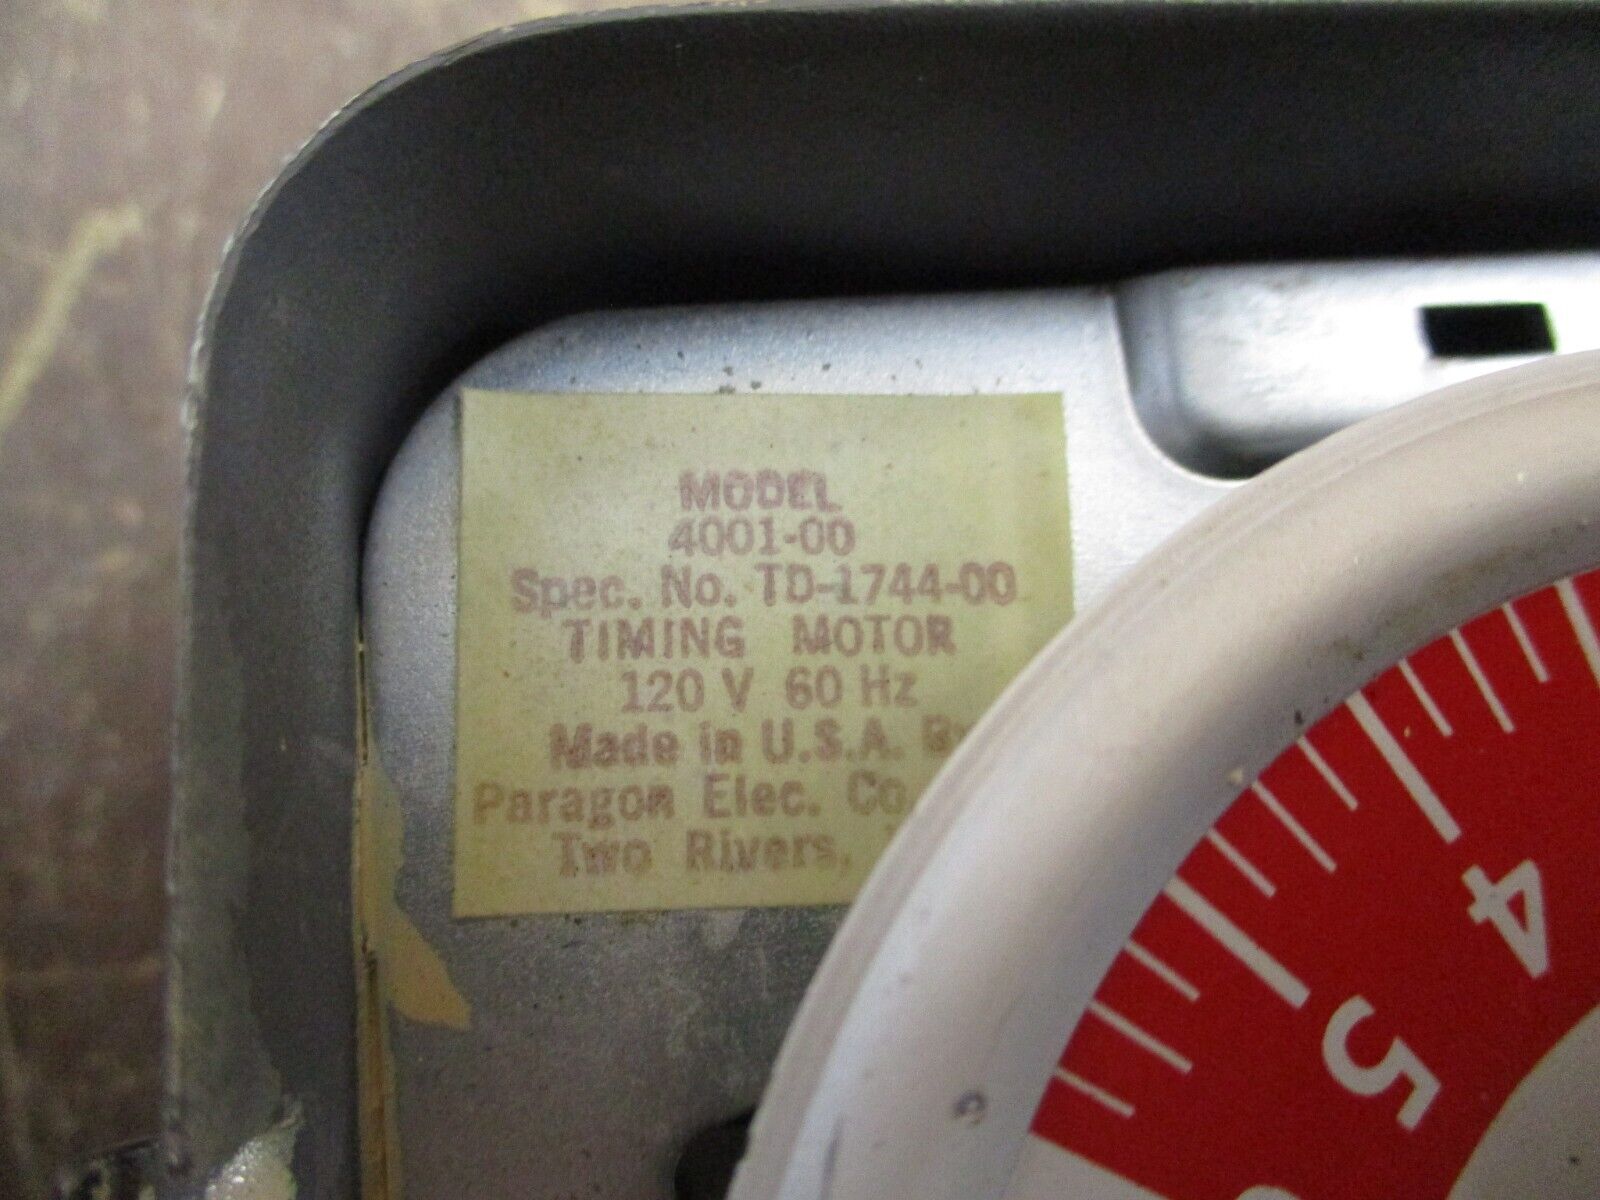 MODEL
4001-00
Spec. No. TD-1744-00
TIMING MOTOR
120 V 60 Hz
Made in U.S.A. By
Paragon Elec. Co.
Two Rivers,
4
5